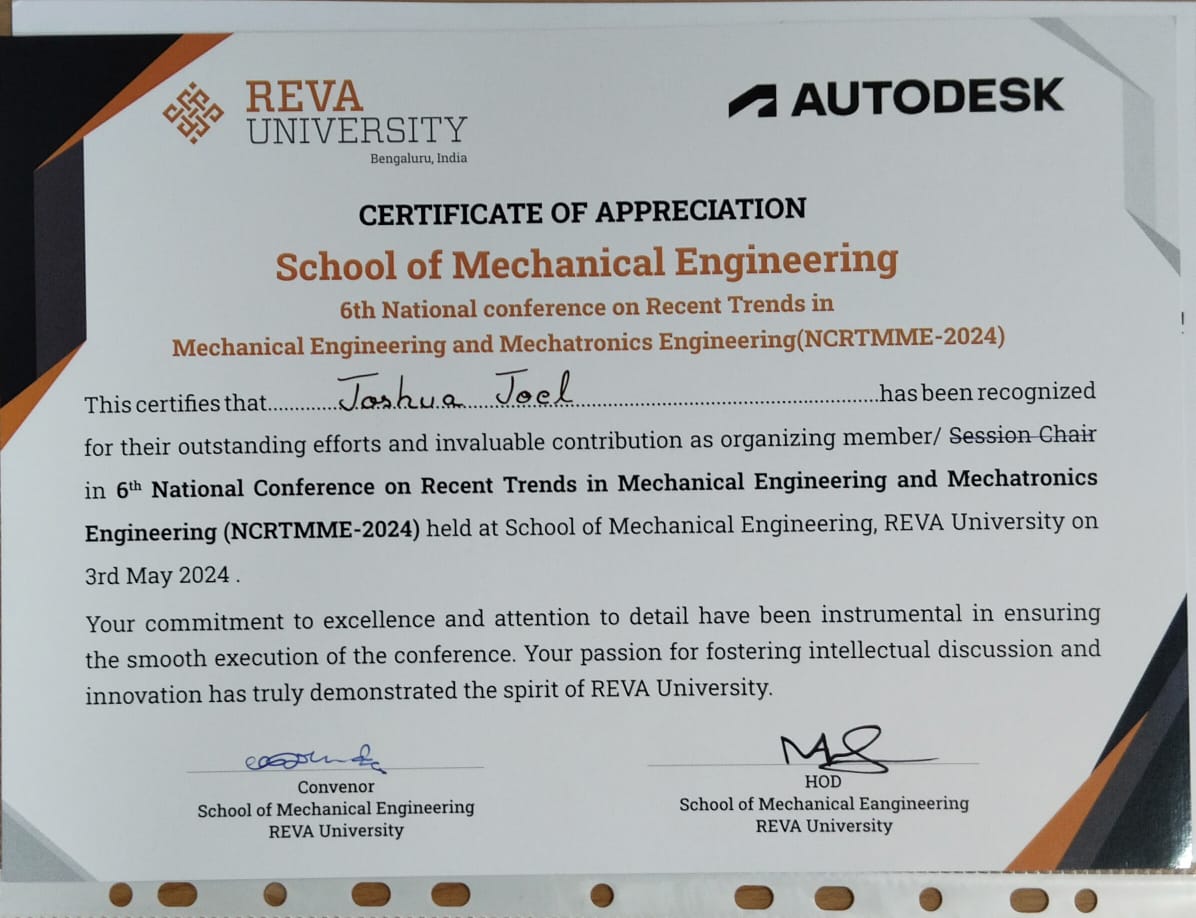 REVA
UNIVERSITY
Bengaluru, India
AUTODESK
CERTIFICATE OF APPRECIATION
School of Mechanical Engineering
6th National conference on Recent Trends in
Mechanical Engineering and Mechatronics Engineering(NCRTMME-2024)
This certifies that............Joshua Joel............has been recognized
for their outstanding efforts and invaluable contribution as organizing member/ Session Chair
in 6th National Conference on Recent Trends in Mechanical Engineering and Mechatronics
Engineering (NCRTMME-2024) held at School of Mechanical Engineering, REVA University on
3rd May 2024 .
Your commitment to excellence and attention to detail have been instrumental in ensuring
the smooth execution of the conference. Your passion for fostering intellectual discussion and
innovation has truly demonstrated the spirit of REVA University.
Convenor
School of Mechanical Engineering
REVA University
HOD
School of Mechanical Eangineering
REVA University